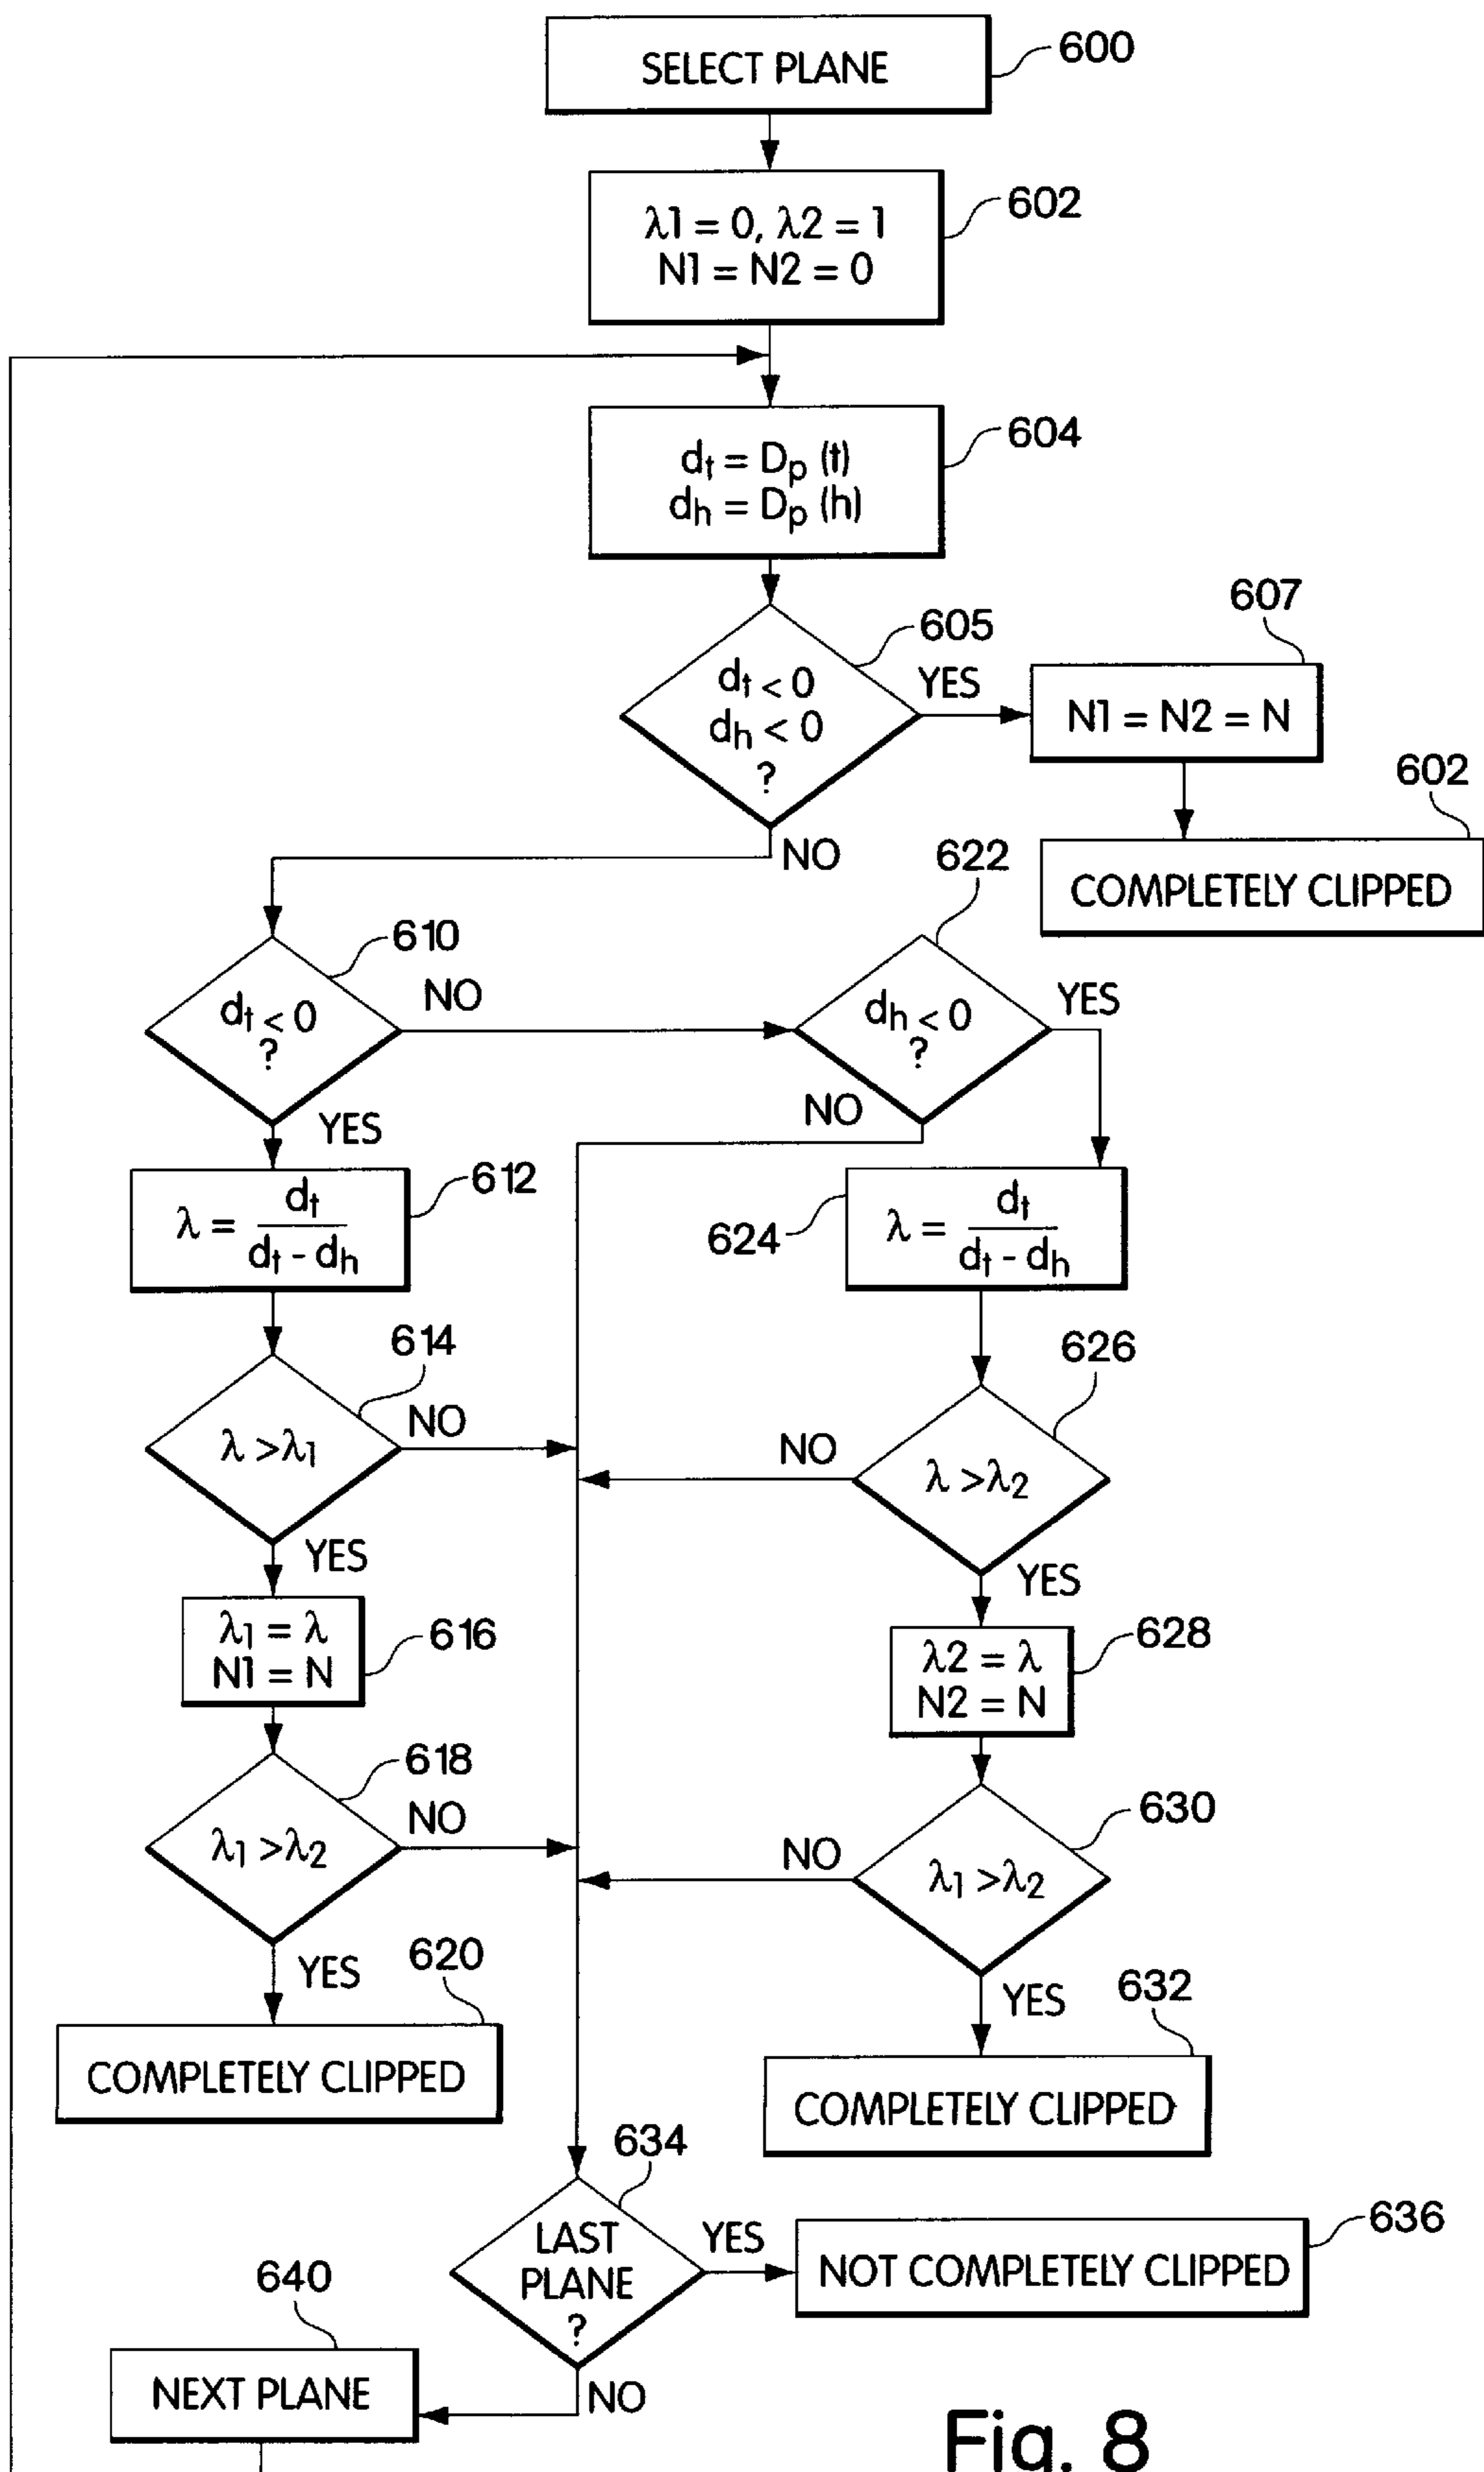 SELECT PLANE
600
λ1 = 0, λ2 = 1
N1 = N2 = 0
602
dt = Dp (t)
dh = Dp (h)
604
dt < 0
dh < 0
?
605
YES
NO
607
N1 = N2 = N
602
COMPLETELY CLIPPED
610
dt < 0
?
NO
YES
622
dh < 0
?
YES
NO
612
λ = dt
dt - dh
624
λ = dt
dt - dh
614
λ > λ1
NO
YES
626
λ > λ2
NO
YES
λ1 = λ
N1 = N
616
λ2 = λ
N2 = N
628
618
λ1 > λ2
NO
YES
630
λ1 > λ2
NO
YES
620
COMPLETELY CLIPPED
632
COMPLETELY CLIPPED
634
LAST
PLANE
?
YES
NO
636
NOT COMPLETELY CLIPPED
640
NEXT PLANE
Fig. 8